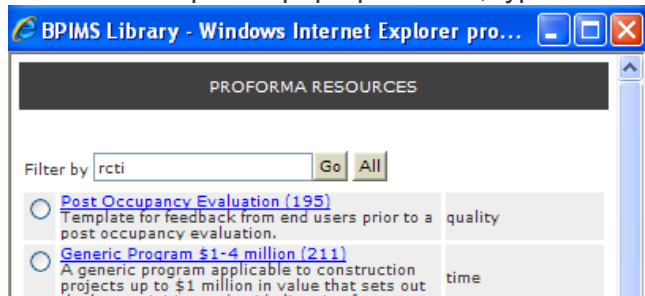 BPIMS Library - Windows Internet Explorer pro...
PROFORMA RESOURCES
Filter by rcti Go All
Post Occupancy Evaluation (195)
Template for feedback from end users prior to a quality
post occupancy evaluation.
Generic Program $1-4 million (211)
A generic program applicable to construction time
projects up to $1 million in value that sets out